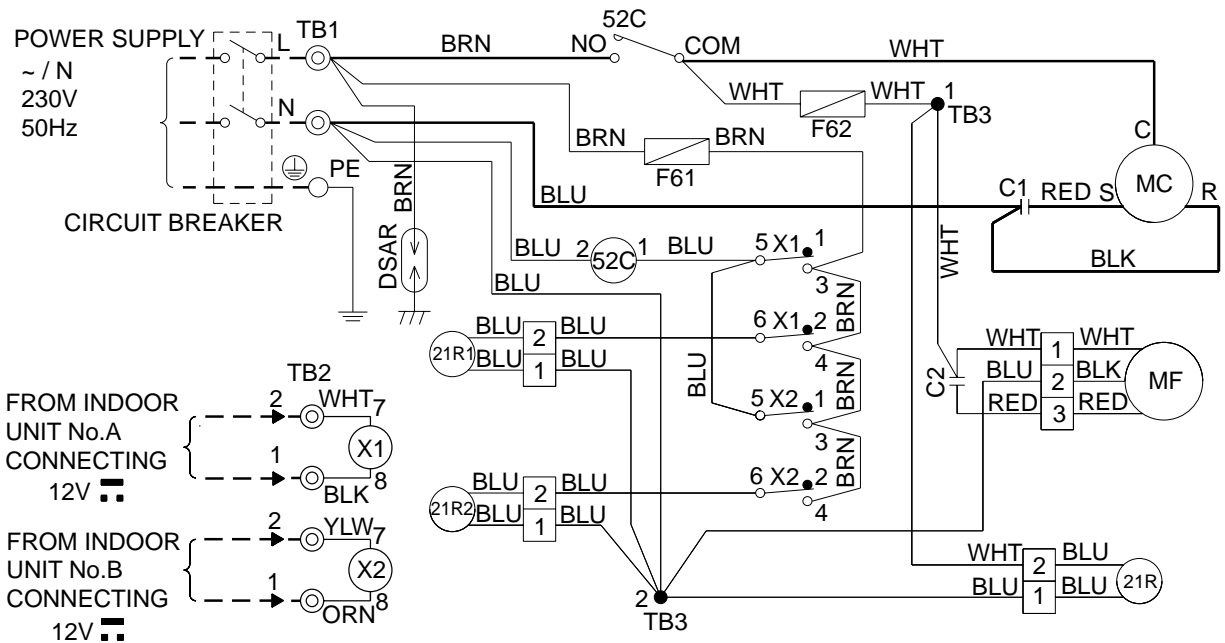 52C
POWER SUPPLY
L
TB1
BRN
NO
COM
WHT
~ / N
230V
50Hz
WHT
WHT
1
TB3
F62
N
BRN
BRN
F61
C
PE
BRN
BLU
C1
RED
S
MC
R
CIRCUIT BREAKER
DSAR
BLU
2
52C
1
BLU
5
X1
1
WHT
BLK
BLU
3
BRN
BLU
2
BLU
6
X1
2
21R1
BLU
1
BLU
4
WHT
1
WHT
BLU
C2
BLU
2
BLK
MF
TB2
BRN
RED
3
RED
FROM INDOOR
UNIT No.A
CONNECTING
12V
2
WHT
7
5
X2
1
X1
3
1
BLK
8
BRN
BLU
2
BLU
6
X2
2
21R2
BLU
1
BLU
4
FROM INDOOR
UNIT No.B
CONNECTING
12V
2
YLW
7
X2
1
ORN
8
WHT
2
BLU
21R
BLU
1
BLU
2
TB3